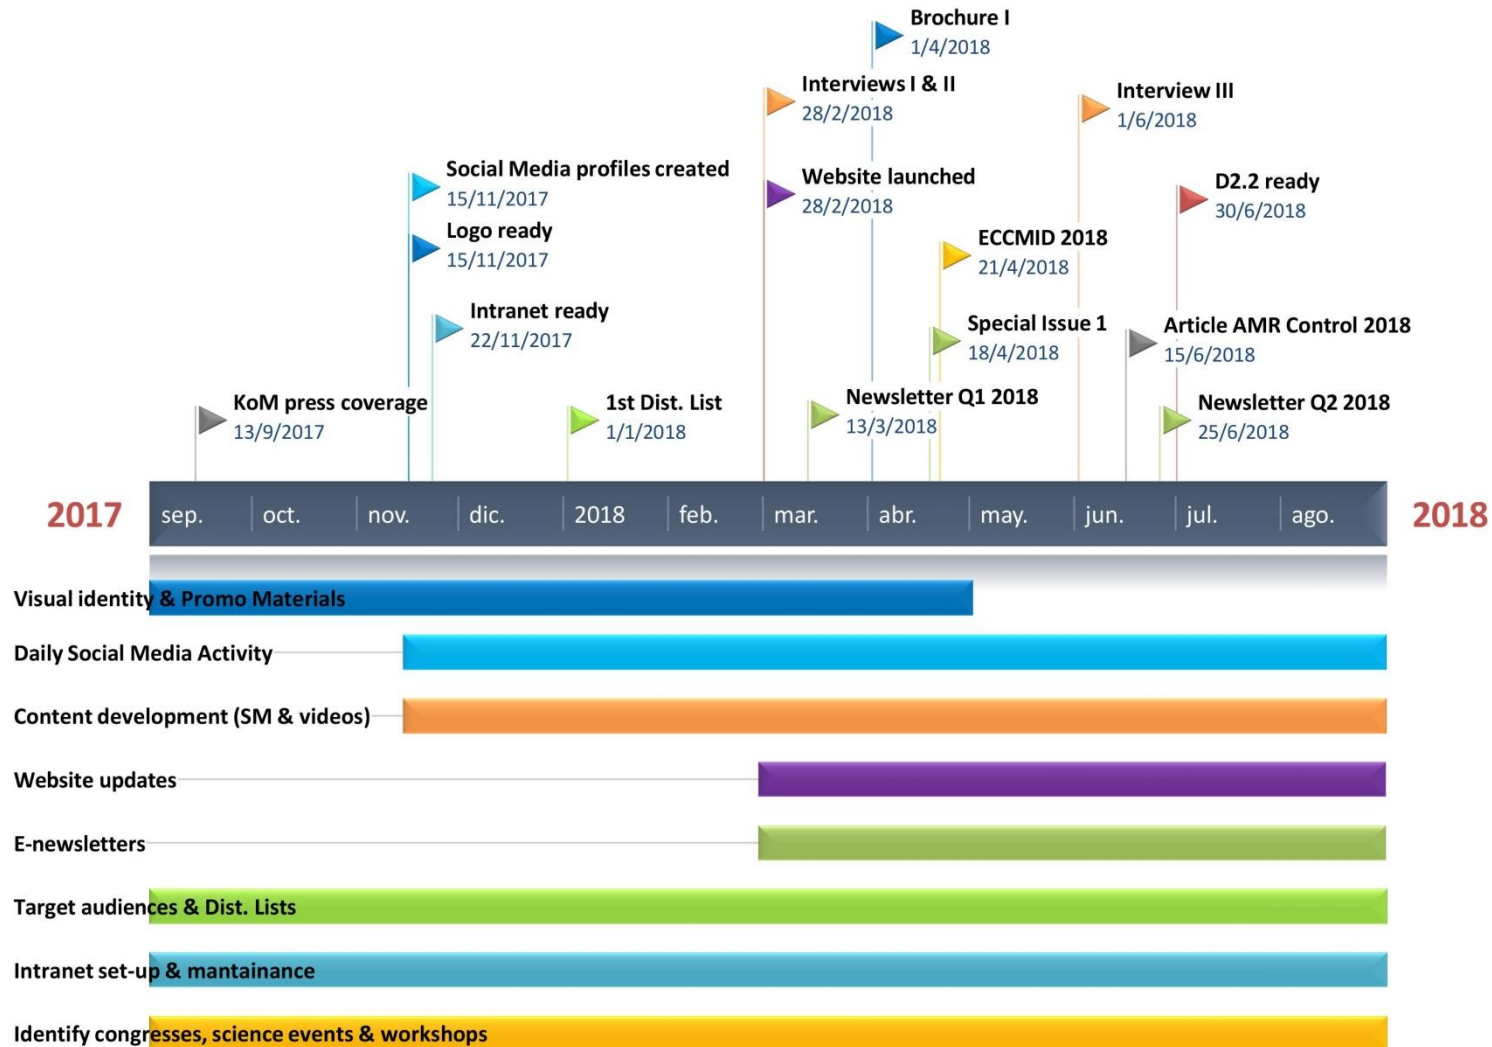 Brochure I
1/4/2018
Interviews I & II
28/2/2018
Interview III
1/6/2018
Social Media profiles created
15/11/2017
Website launched
28/2/2018
D2.2 ready
30/6/2018
Logo ready
15/11/2017
ECCMID 2018
21/4/2018
Intranet ready
22/11/2017
Special Issue 1
18/4/2018
Article AMR Control 2018
15/6/2018
KoM press coverage
13/9/2017
1st Dist. List
1/1/2018
Newsletter Q1 2018
13/3/2018
Newsletter Q2 2018
25/6/2018
2017 sep. oct. nov. dic. 2018 feb. mar. abr. may. jun. jul. ago. 2018
Visual identity & Promo Materials
Daily Social Media Activity
Content development (SM & videos)
Website updates
E-newsletters
Target audiences & Dist. Lists
Intranet set-up & mantainance
Identify congresses, science events & workshops